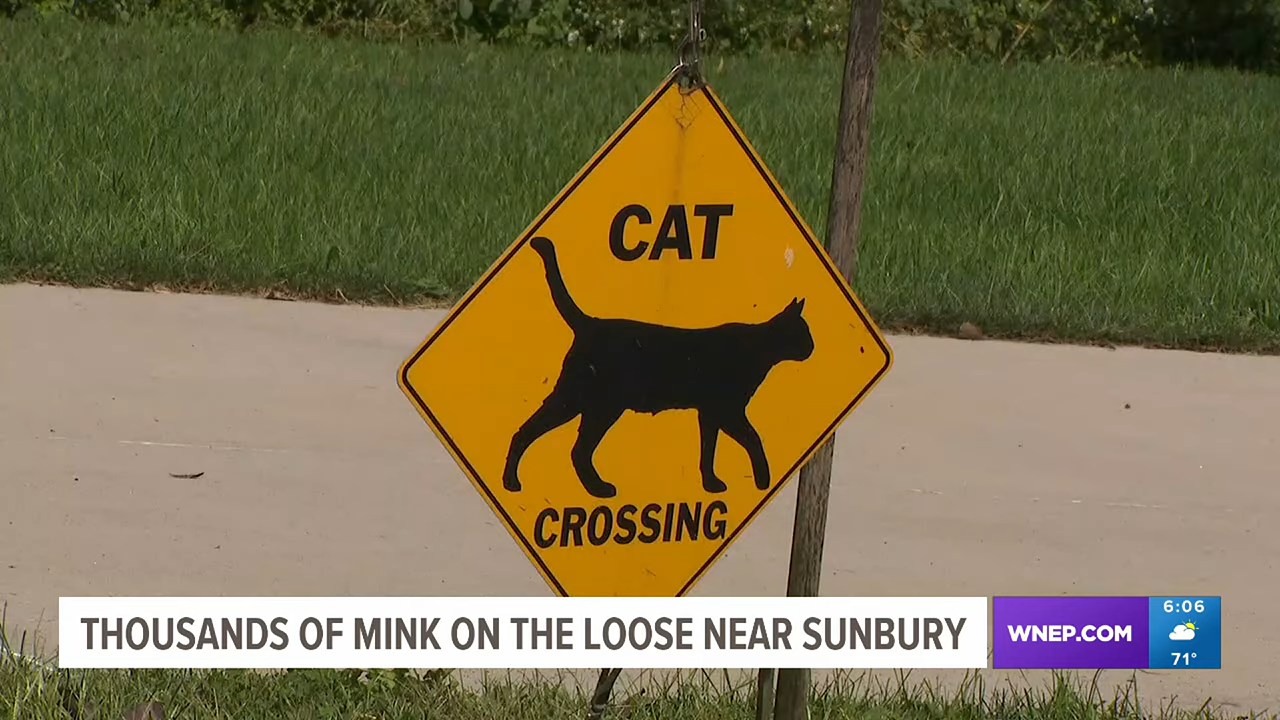 CAT
CROSSING
THOUSANDS OF MINK ON THE LOOSE NEAR SUNBURY
WNEP.COM
6:06
71°